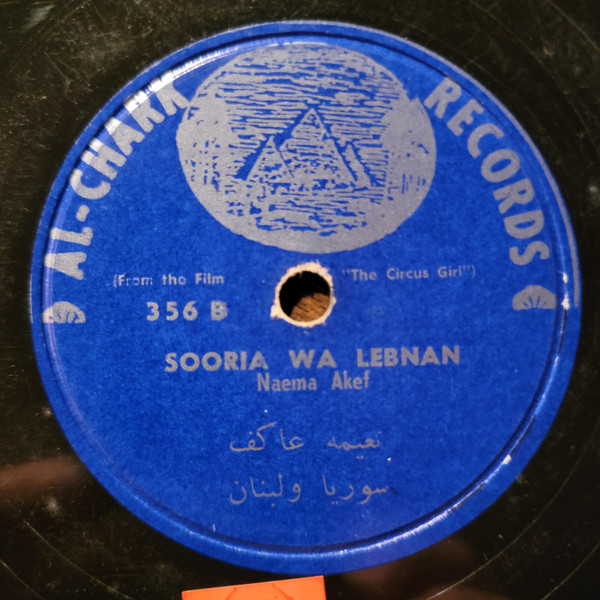 AL-CHARK RECORDS
(From the Film "The Circus Girl")
356 B
SOORIA WA LEBNAN
Naema Akef
نعيمه عاكف
سوريا ولبنان